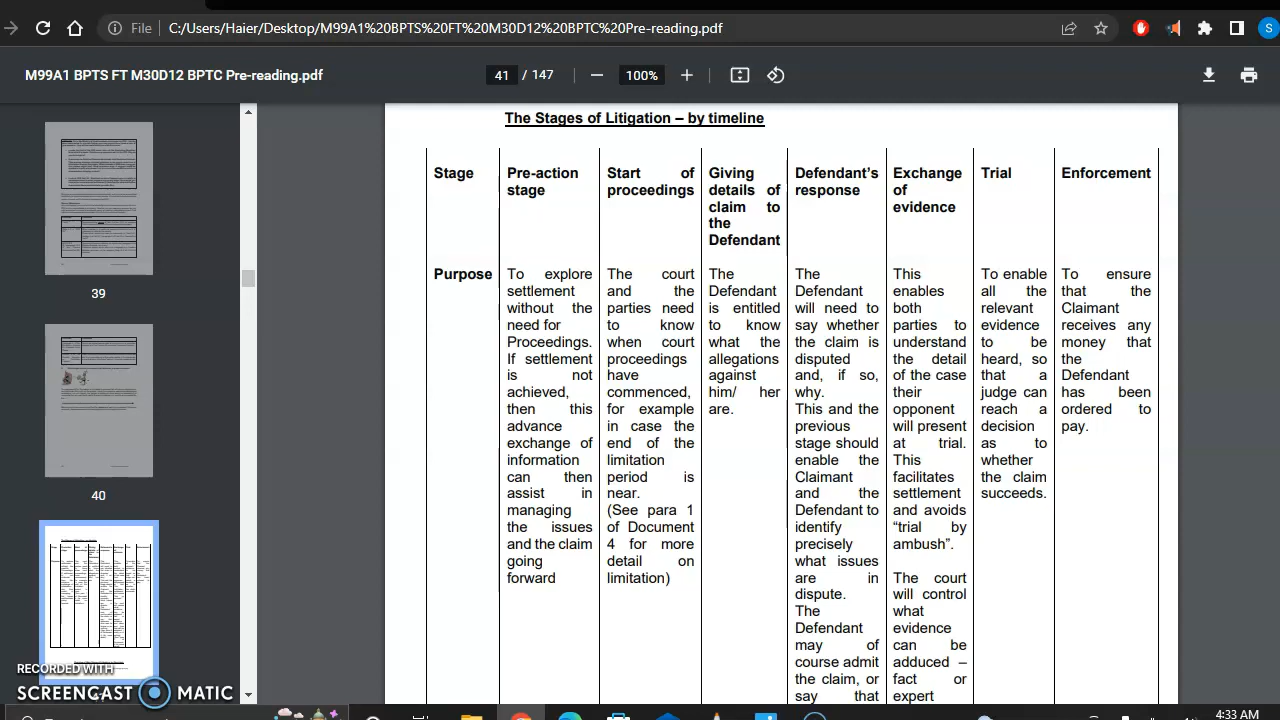 File
C:/Users/Haier/Desktop/M99A1%20BPTS%20FT%20M30D12%20BPTC%20Pre-reading.pdf
S
M99A1 BPTS FT M30D12 BPTC Pre-reading.pdf
41 / 147
100%
39
40
RECORDED WITH
SCREENCAST MATIC
The Stages of Litigation – by timeline
Stage
Pre-action
stage
Start of
proceedings
Giving
details of
claim to
the
Defendant
Defendant's
response
Exchange
of
evidence
Trial
Enforcement
Purpose
To explore
settlement
without the
need for
Proceedings.
If settlement
is not
achieved,
then this
advance
exchange of
information
can then
assist in
managing
the issues
and the claim
going
forward
The court
and the
parties need
to know
when court
proceedings
have
commenced,
for example
in case the
end of the
limitation
period is
near.
(See para 1
of Document
4 for more
detail on
limitation)
The
Defendant
is entitled
to know
what the
allegations
against
him/ her
are.
The
Defendant
will need to
say whether
the claim is
disputed
and, if so,
why.
This and the
previous
stage should
enable the
Claimant
and the
Defendant to
identify
precisely
what issues
are in
dispute.
The
Defendant
may of
course admit
the claim, or
say that
This
enables
both
parties to
understand
the detail
of the case
their
opponent
will present
at trial.
This
facilitates
settlement
and avoids
“trial by
ambush”.
The court
will control
what
evidence
can be
adduced –
fact or
expert
To enable
all the
relevant
evidence
to be
heard, so
that a
judge can
reach a
decision
as to
whether
the claim
succeeds.
To ensure
that the
Claimant
receives any
money that
the
Defendant
has been
ordered to
pay.
4:33 AM